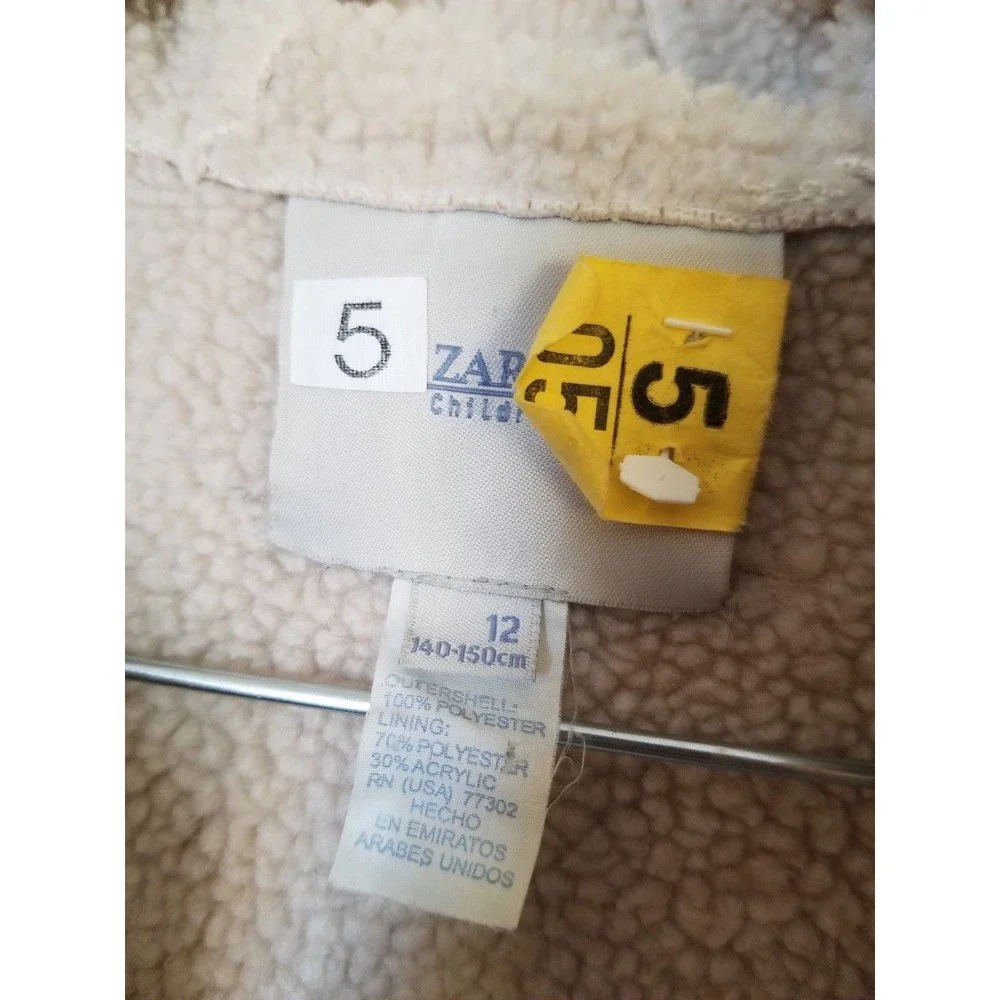 5
ZAR
Child
05
5
12
140-150cm
OUTERSHELL:
100% POLYESTER
LINING:
70% POLYESTER
30% ACRYLIC
RN (USA) 77302
HECHO
EN EMIRATOS
ARABES UNIDOS